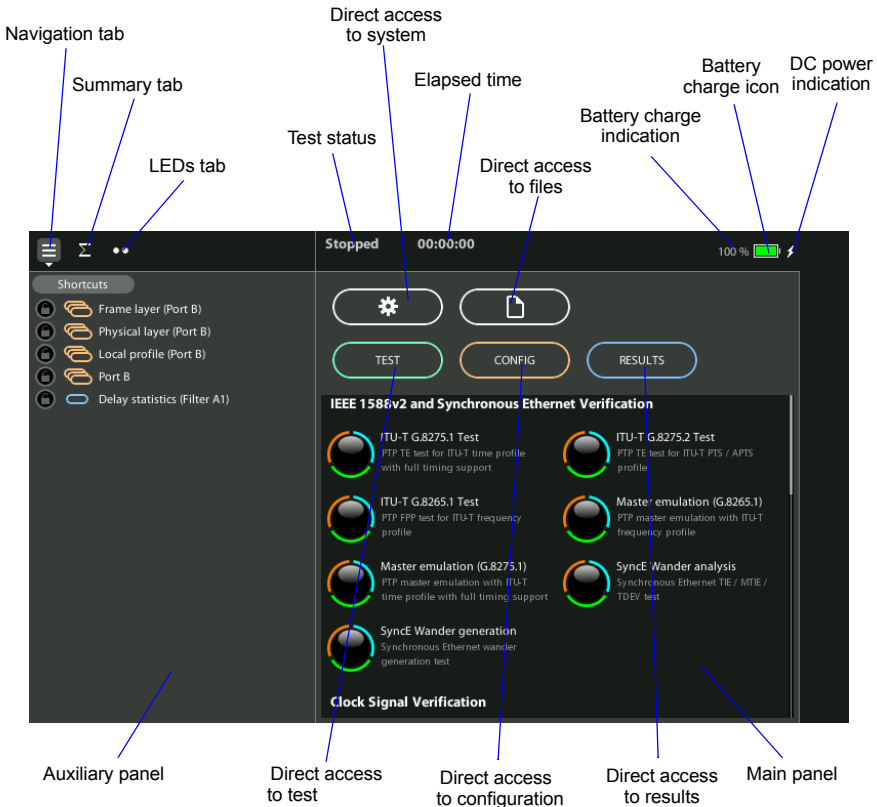 Direct access
to system
Navigation tab
Battery
charge icon
DC power
indication
Summary tab
Elapsed time
Battery charge
indication
Test status
LEDs tab
Direct access
to files
Σ
Stopped 00:00:00
100 %
Shortcuts
Frame layer (Port B)
Physical layer (Port B)
Local profile (Port B)
Port B
Delay statistics (Filter A1)
TEST CONFIG RESULTS
IEEE 1588v2 and Synchronous Ethernet Verification
ITU-T G.8275.1 Test
PTP TE test for ITU-T time profile
with full timing support
ITU-T G.8275.2 Test
PTP TE test for ITU-T PTS / APTS
profile
ITU-T G.8265.1 Test
PTP FPP test for ITU-T frequency
profile
Master emulation (G.8265.1)
PTP master emulation with ITU-T
frequency profile
Master emulation (G.8275.1)
PTP master emulation with ITU-T
time profile with full timing support
SyncE Wander analysis
Synchronous Ethernet TIE / MTIE /
TDEV test
SyncE Wander generation
Synchronous Ethernet wander
generation test
Clock Signal Verification
Auxiliary panel
Direct access
to test
Direct access
to configuration
Direct access
to results
Main panel